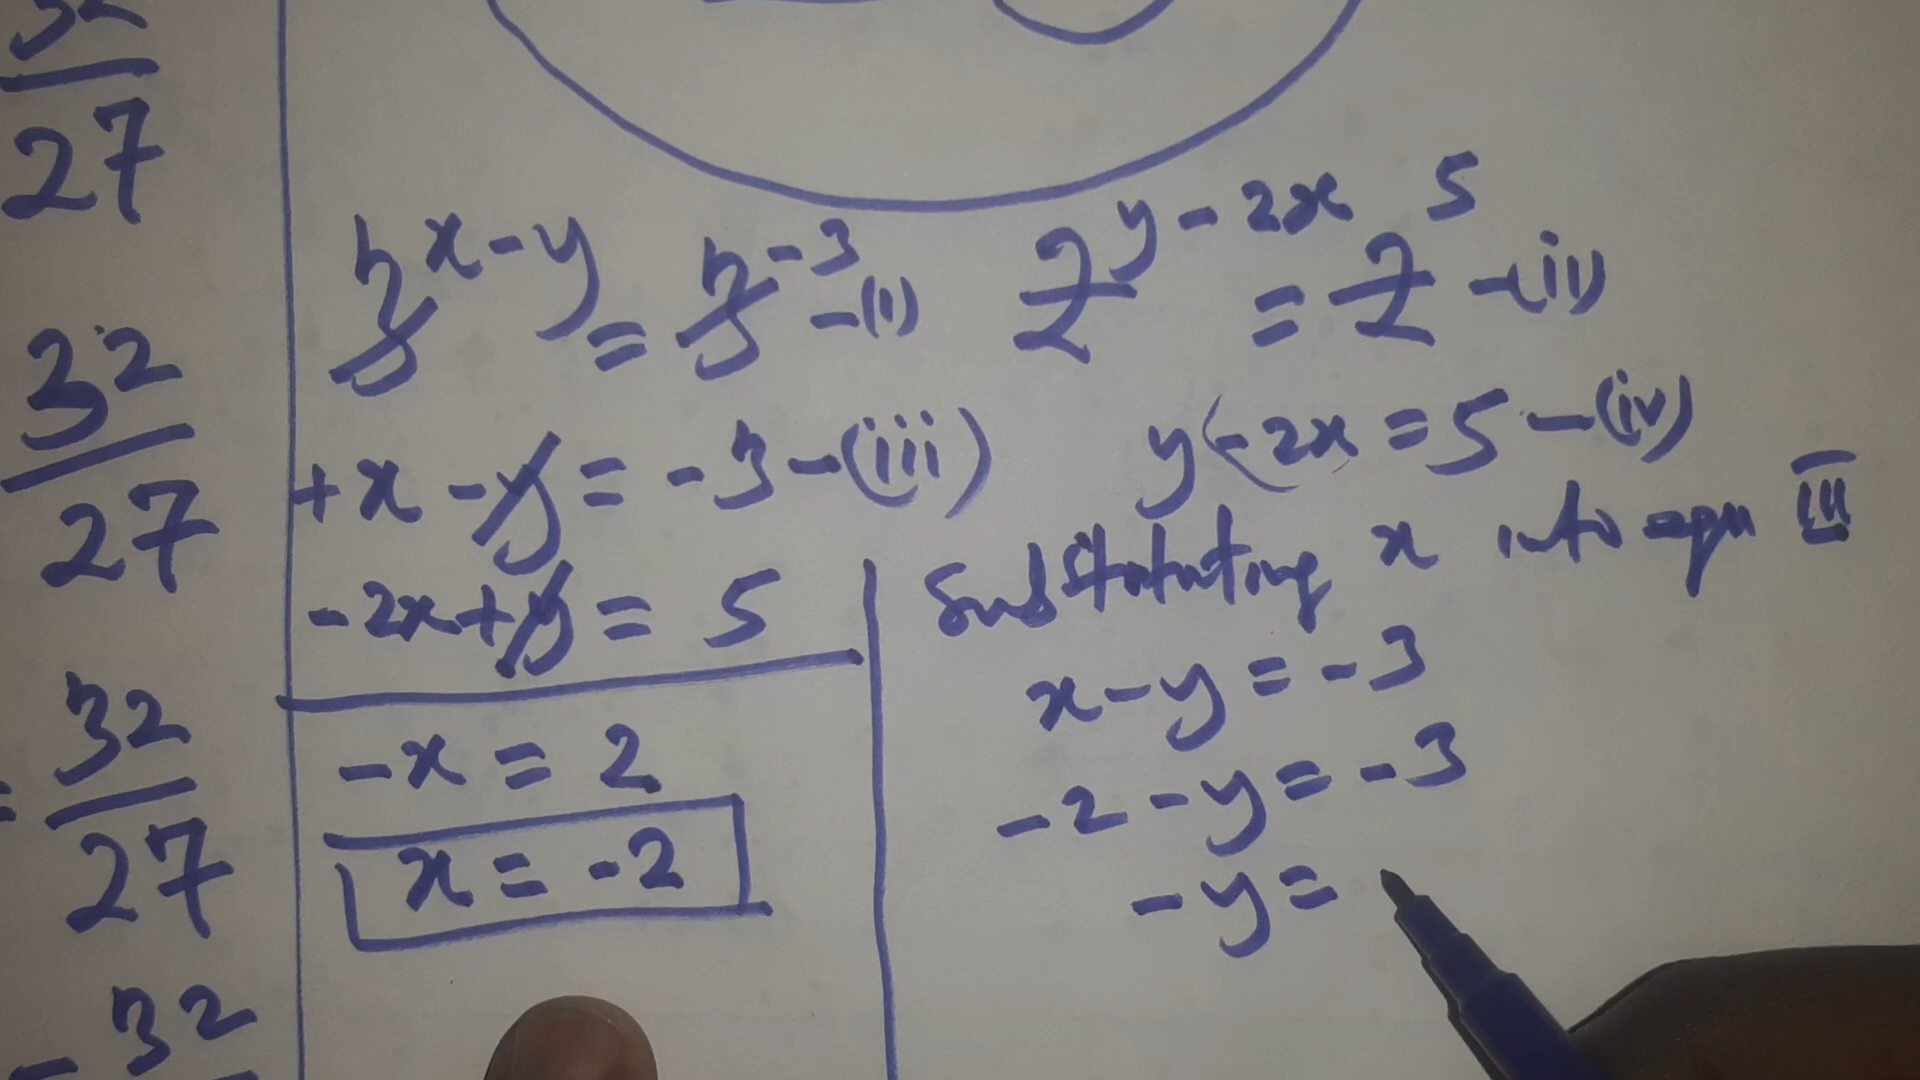 32
27
32
27
= 32
27
- 32
3^x-y = 3^-3 -(i)
2^y-2x = 2^5 -(ii)
+x - y = -3 -(iii)
y - 2x = 5 -(iv)
-2x + y = 5
-x = 2
x = -2
Substituting x into eqn III
x - y = -3
-2 - y = -3
-y =